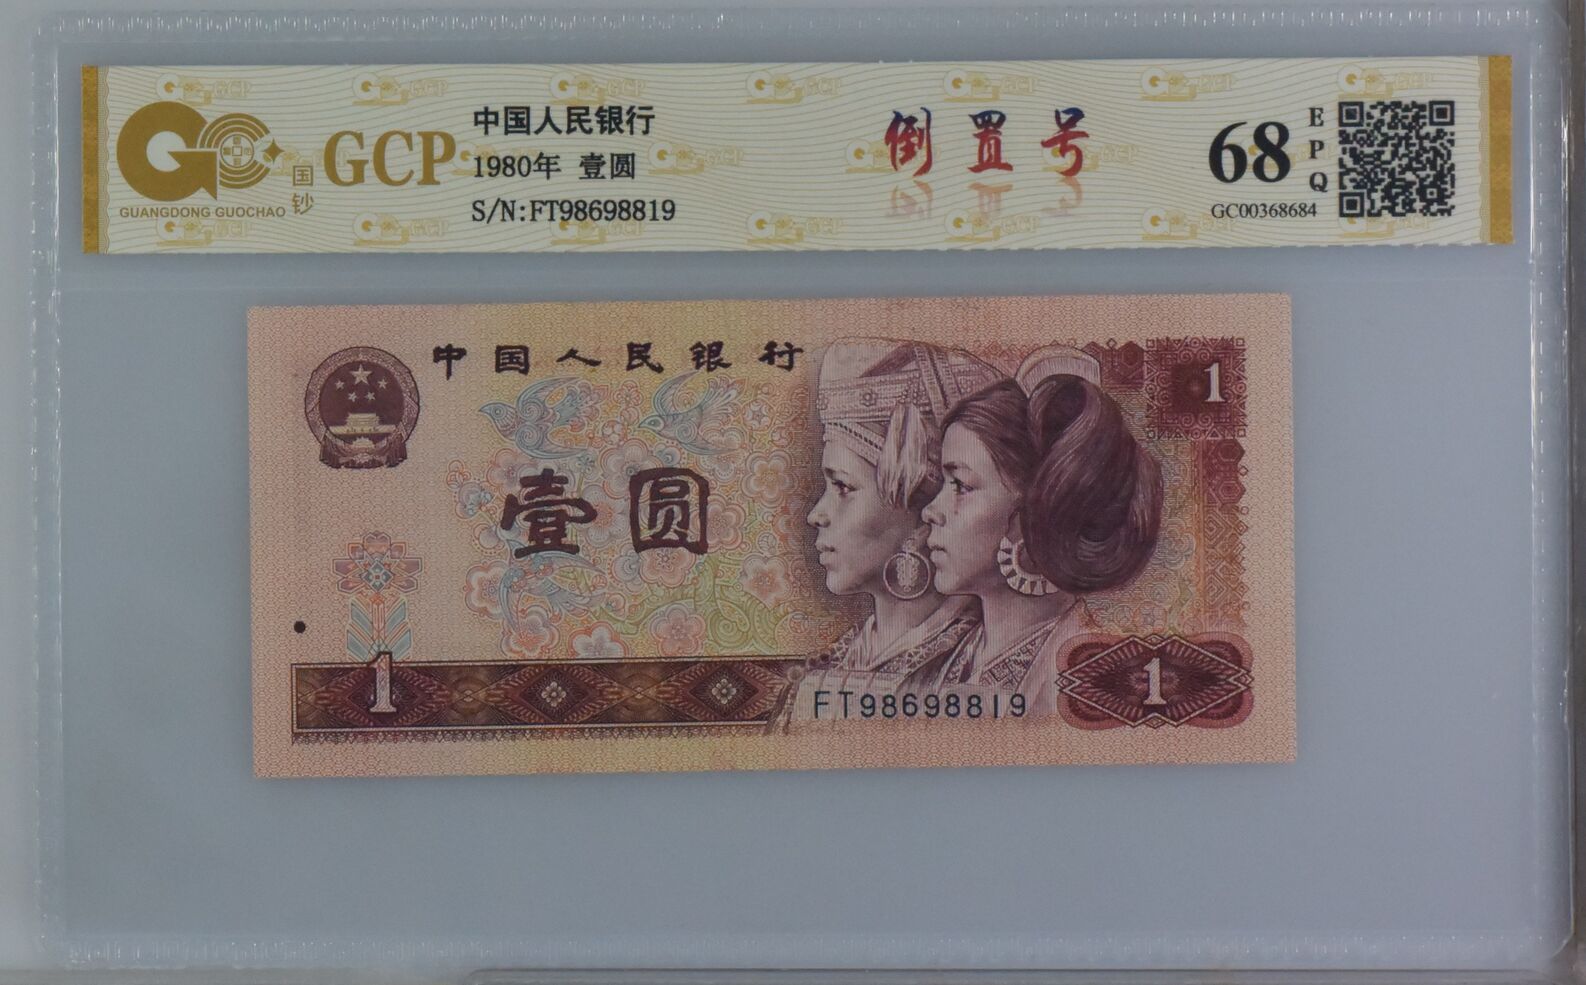 GCP
国钞
GUANGDONG GUOCHAO
中国人民银行
1980年 壹圆
S/N:FT98698819
倒置号
68
EPQ
GC00368684
中国人民银行
1
壹圆
1
FT98698819
1